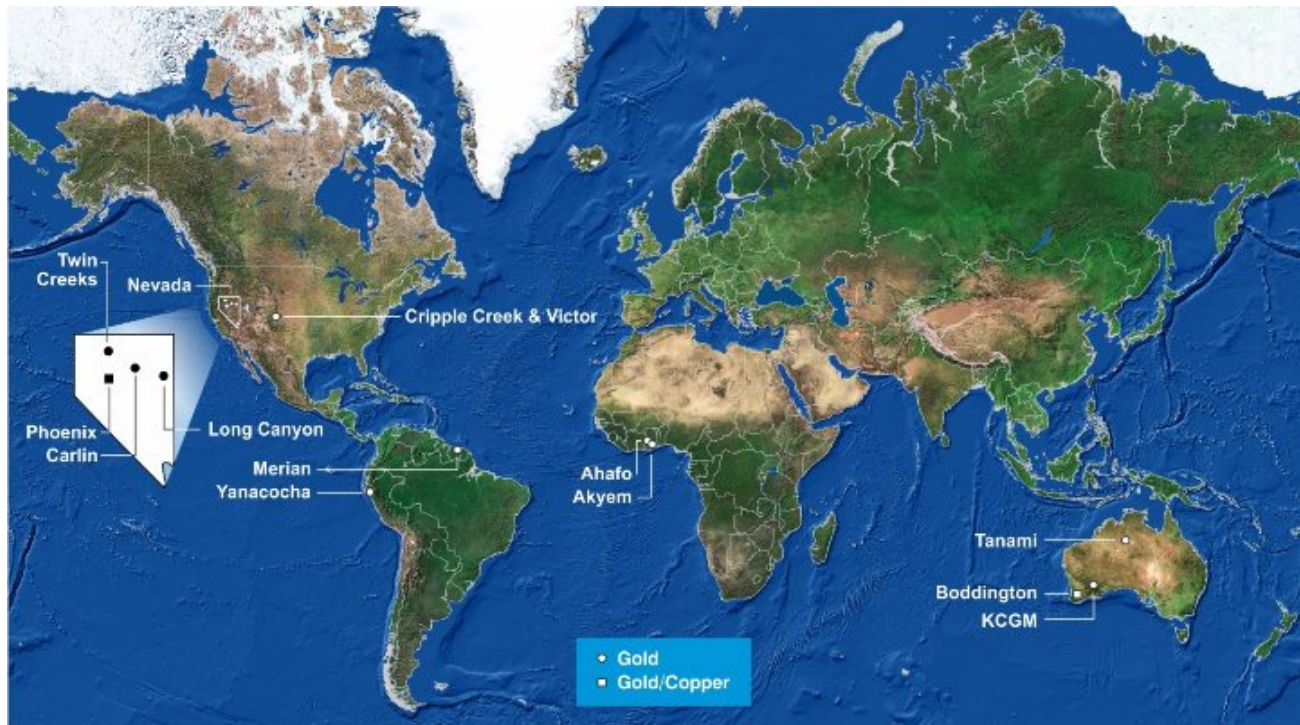 Twin
Creeks
Nevada
Cripple Creek & Victor
Phoenix
Carlin
Long Canyon
Merian
Yanacocha
Ahafo
Akyem
Tanami
Boddington
KCGM
Gold
Gold/Copper